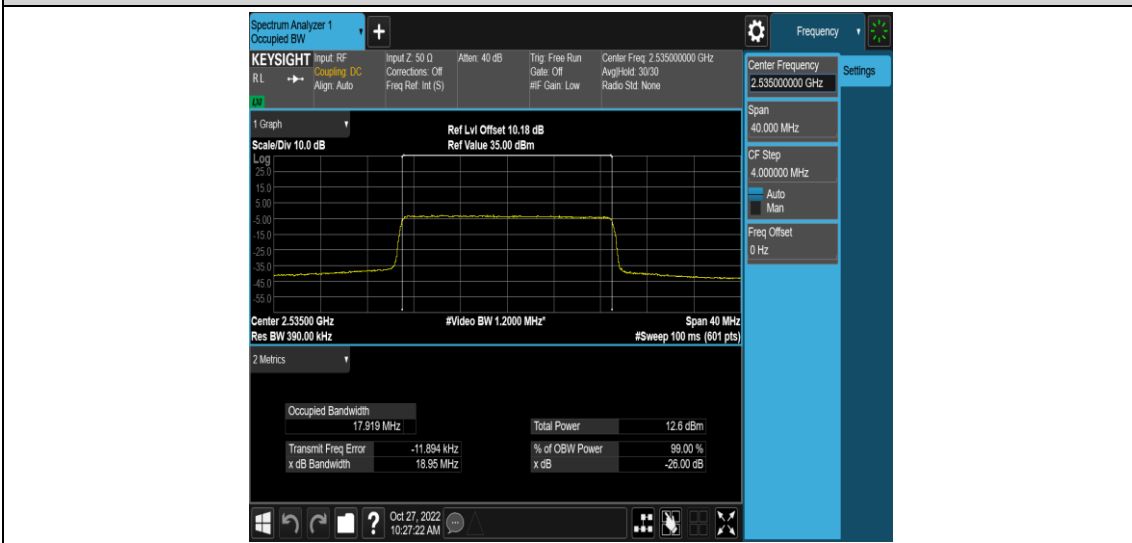 Spectrum Analyzer 1
Occupied BW
+
Frequency
KEYSIGHT
RL
LXI
Input: RF
Coupling: DC
Align: Auto
Input Z: 50 Ω
Corrections: Off
Freq Ref: Int (S)
Atten: 40 dB
Trig: Free Run
Gate: Off
#IF Gain: Low
Center Freq: 2.535000000 GHz
Avg|Hold: 30/30
Radio Std: None
Center Frequency
2.535000000 GHz
Settings
Span
40.000 MHz
CF Step
4.000000 MHz
Auto
Man
Freq Offset
0 Hz
1 Graph
Scale/Div 10.0 dB
Ref Lvl Offset 10.18 dB
Ref Value 35.00 dBm
Log
25.0
15.0
5.00
-5.00
-15.0
-25.0
-35.0
-45.0
-55.0
Center 2.53500 GHz
#Video BW 1.2000 MHz*
Span 40 MHz
Res BW 390.00 kHz
#Sweep 100 ms (601 pts)
2 Metrics
Occupied Bandwidth
17.919 MHz
Total Power 12.6 dBm
Transmit Freq Error -11.894 kHz
% of OBW Power 99.00 %
x dB Bandwidth 18.95 MHz
x dB -26.00 dB
?
Oct 27, 2022
10:27:22 AM